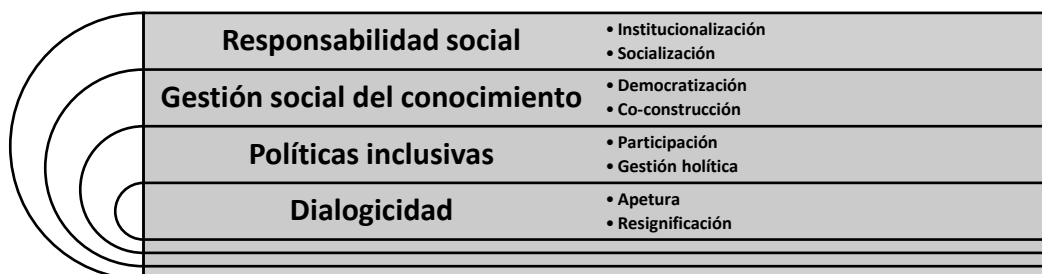 Responsabilidad social
• Institucionalización
• Socialización
Gestión social del conocimiento
• Democratización
• Co-construcción
Políticas inclusivas
• Participación
• Gestión holítica
Dialogicidad
• Apetura
• Resignificación